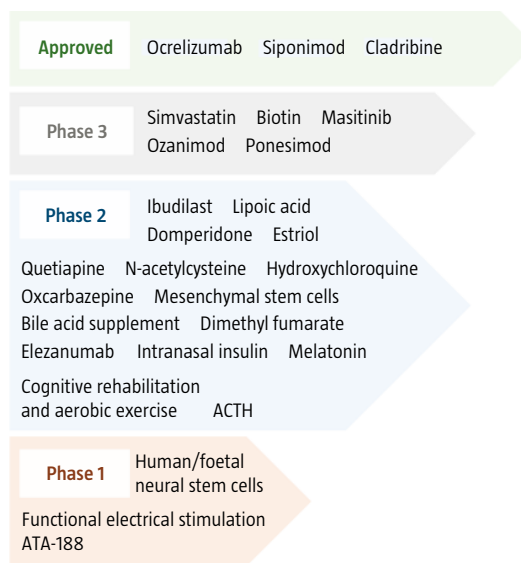 Approved Ocrelizumab Siponimod Cladribine
Phase 3 Simvastatin Biotin Masitinib
Ozanimod Ponesimod
Phase 2 Ibudilast Lipoic acid
Domperidone Estriol
Quetiapine N-acetylcysteine Hydroxychloroquine
Oxcarbazepine Mesenchymal stem cells
Bile acid supplement Dimethyl fumarate
Elezanumab Intranasal insulin Melatonin
Cognitive rehabilitation
and aerobic exercise ACTH
Phase 1 Human/foetal
neural stem cells
Functional electrical stimulation
ATA-188